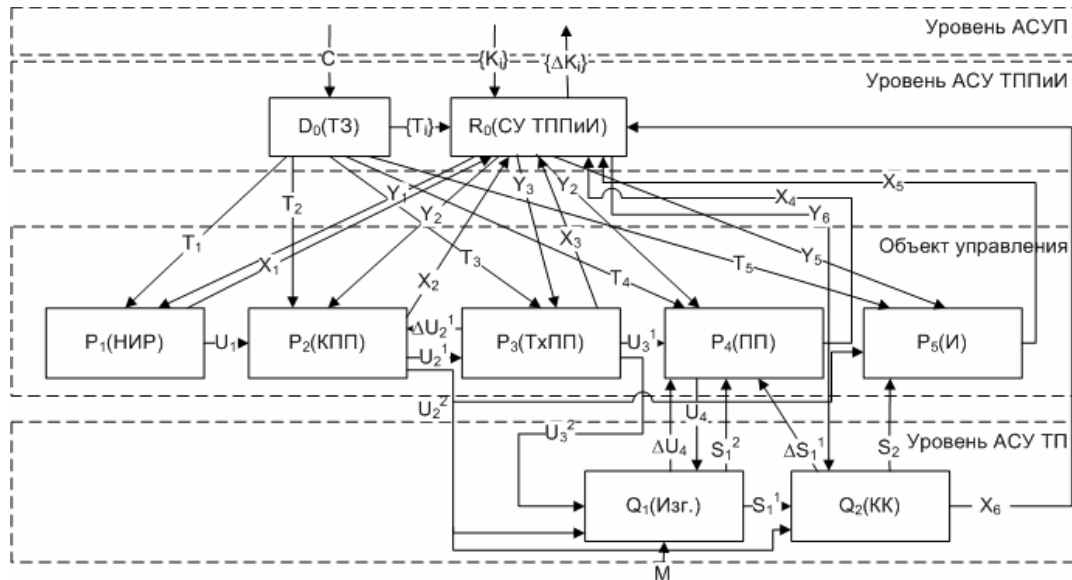 Уровень АСУП
C
{Kᵢ}
{ΔKᵢ}
Уровень АСУ ТППиИ
D₀(ТЗ)
{Tᵢ}
R₀(СУ ТППиИ)
T₁
T₂
Y₁
Y₂
Y₃
Y₂
X₄
X₅
Y₆
X₁
X₂
T₃
X₃
T₄
T₅
Y₅
Объект управления
P₁(НИР)
U₁
P₂(КПП)
ΔU₂¹
U₂¹
P₃(ТхПП)
U₃¹
P₄(ПП)
P₅(И)
U₂²
U₃²
U₄
Уровень АСУ ТП
ΔU₄
S₁²
ΔS₁¹
S₂
Q₁(Изг.)
S₁¹
Q₂(КК)
X₆
M